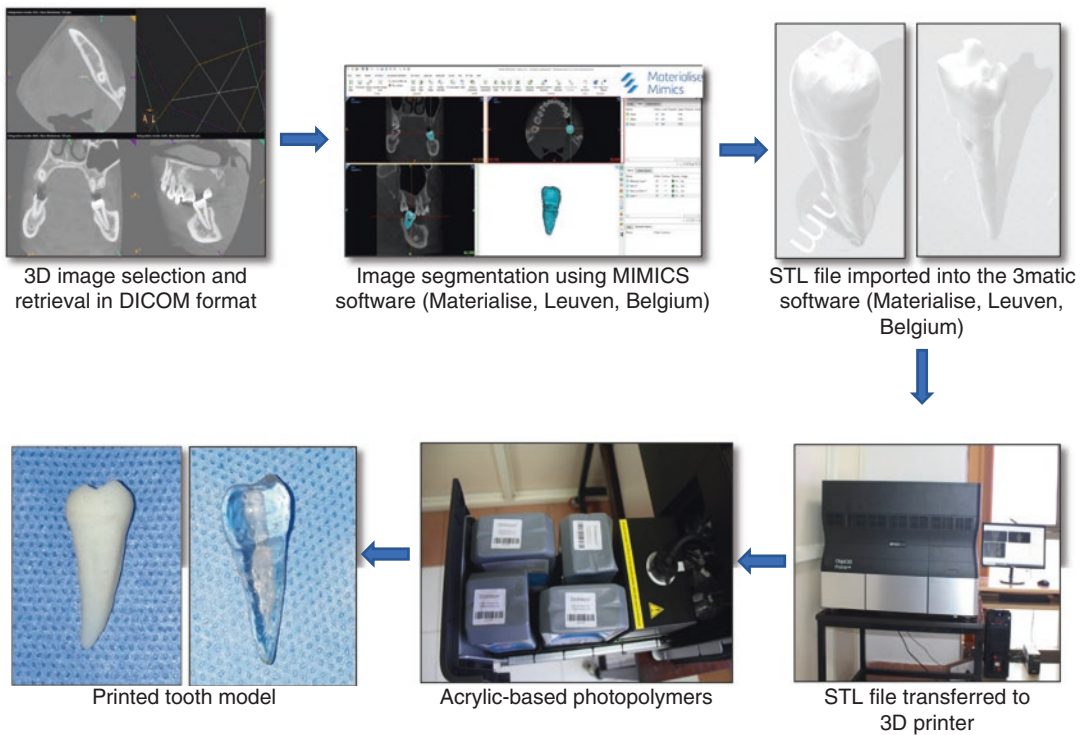 Materialise
Mimics
3D image selection and
retrieval in DICOM format
Image segmentation using MIMICS
software (Materialise, Leuven, Belgium)
STL file imported into the 3matic
software (Materialise, Leuven,
Belgium)
Printed tooth model
Acrylic-based photopolymers
STL file transferred to
3D printer